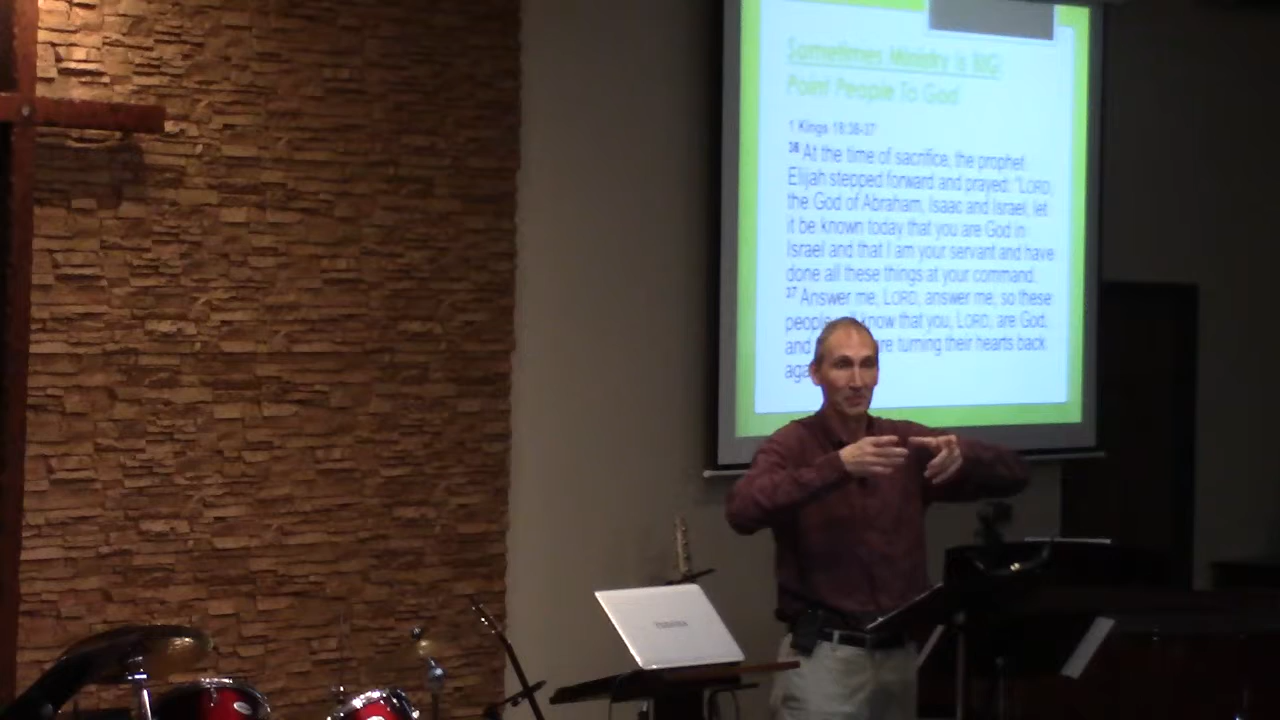 Sometimes Ministry is BIG:
Point People To God
1 Kings 18:36-37
36 At the time of sacrifice, the prophet
Elijah stepped forward and prayed: "LORD,
the God of Abraham, Isaac and Israel, let
it be known today that you are God in
Israel and that I am your servant and have
done all these things at your command.
37 Answer me, LORD, answer me, so these
people know that you, LORD, are God,
and re turning their hearts back
aga
TOSHIBA